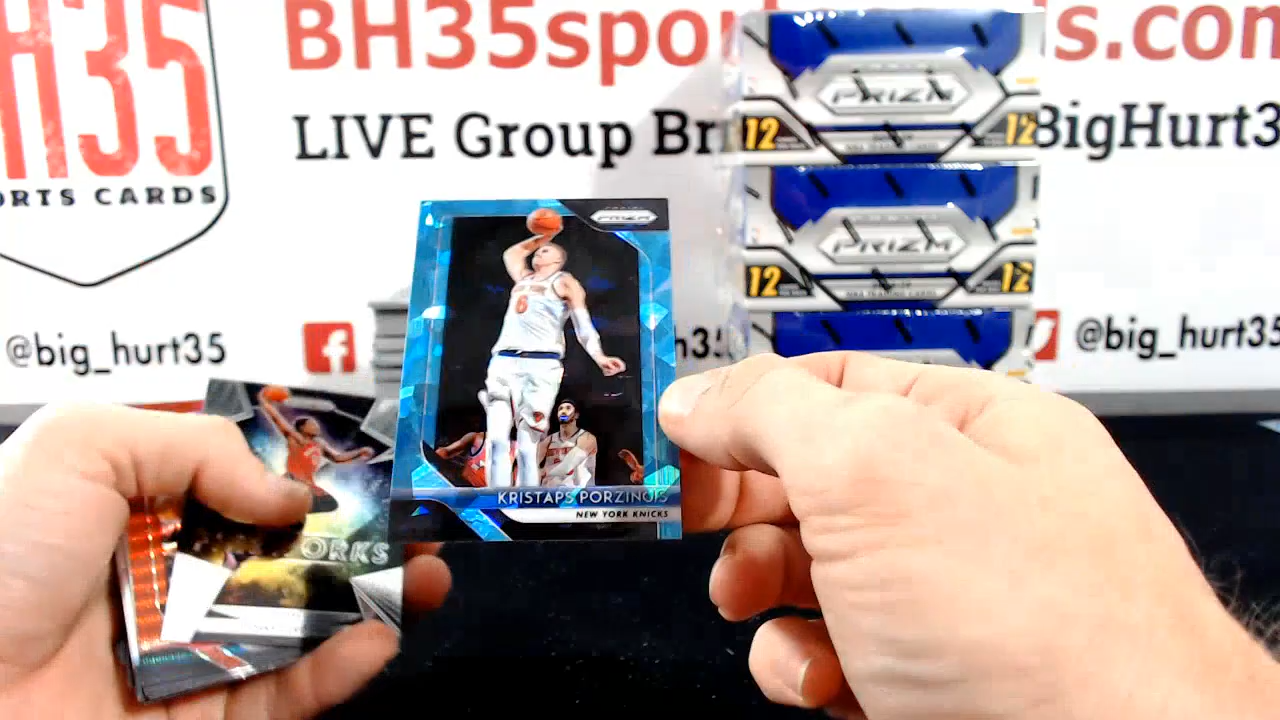 H35
ORTS CARDS
BH35spo
s.com
LIVE Group Br
BigHurt3
@big_hurt35
h35
@big_hurt35
PRIZM
12
12
PRIZM
12
12
PRIZM
6
KRISTAPS PORZINGIS
NEW YORK KNICKS
ORKS